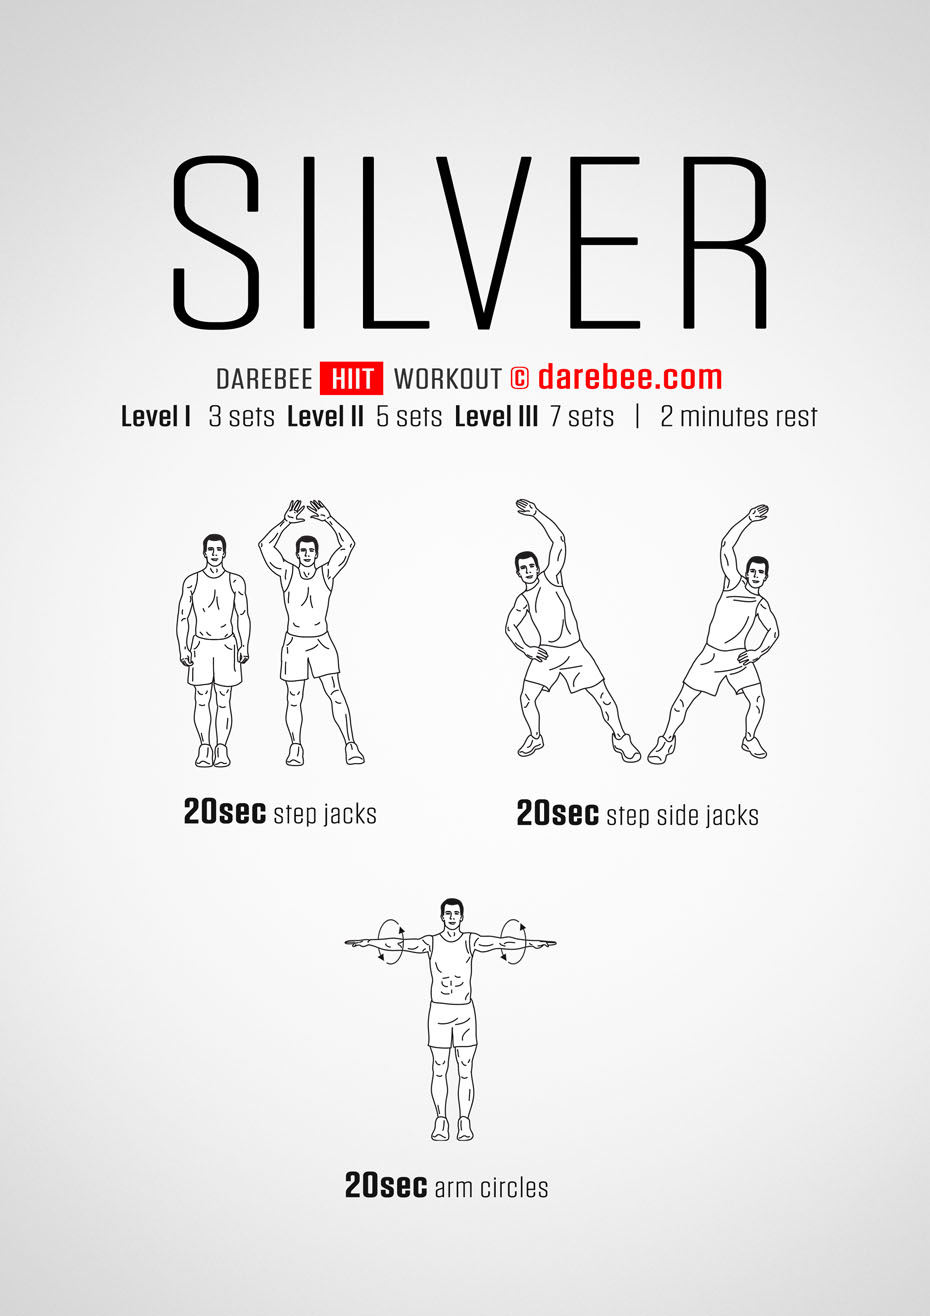 SILVER
DAREBEE HIIT WORKOUT © darebee.com
Level I 3 sets Level II 5 sets Level III 7 sets | 2 minutes rest
20sec step jacks
20sec step side jacks
20sec arm circles